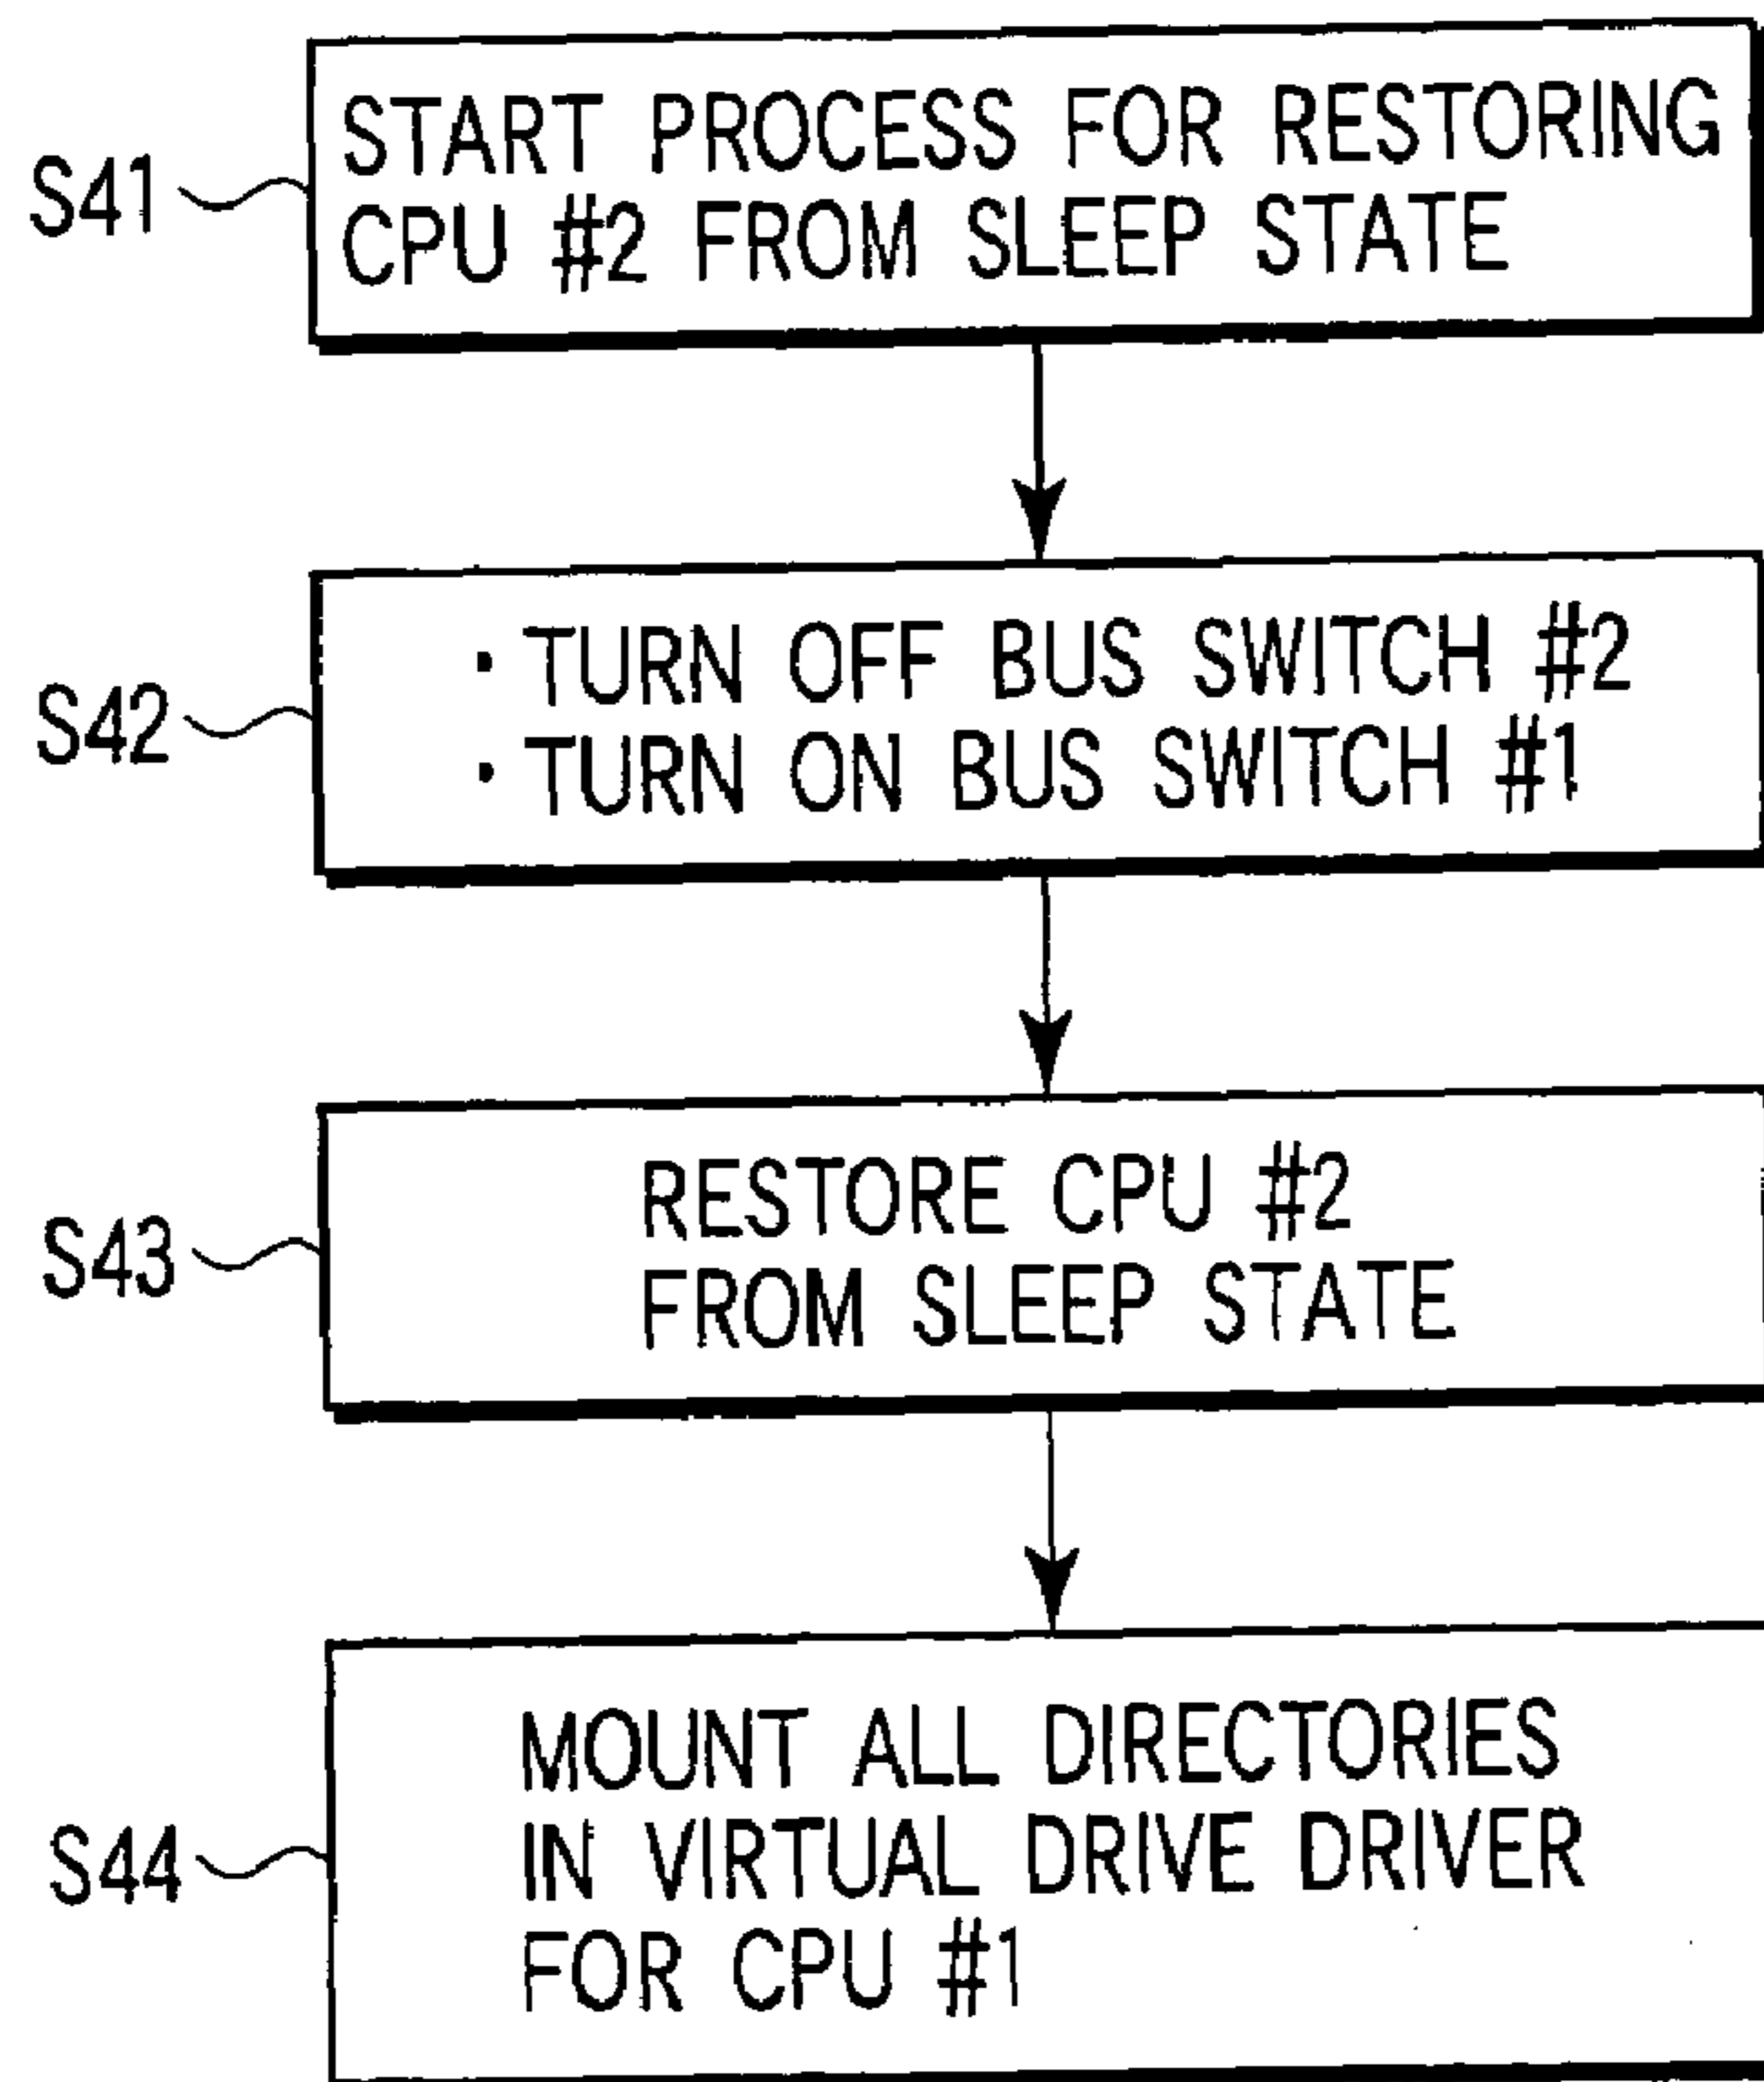 S41
START PROCESS FOR RESTORING
CPU #2 FROM SLEEP STATE
S42
· TURN OFF BUS SWITCH #2
· TURN ON BUS SWITCH #1
S43
RESTORE CPU #2
FROM SLEEP STATE
S44
MOUNT ALL DIRECTORIES
IN VIRTUAL DRIVE DRIVER
FOR CPU #1